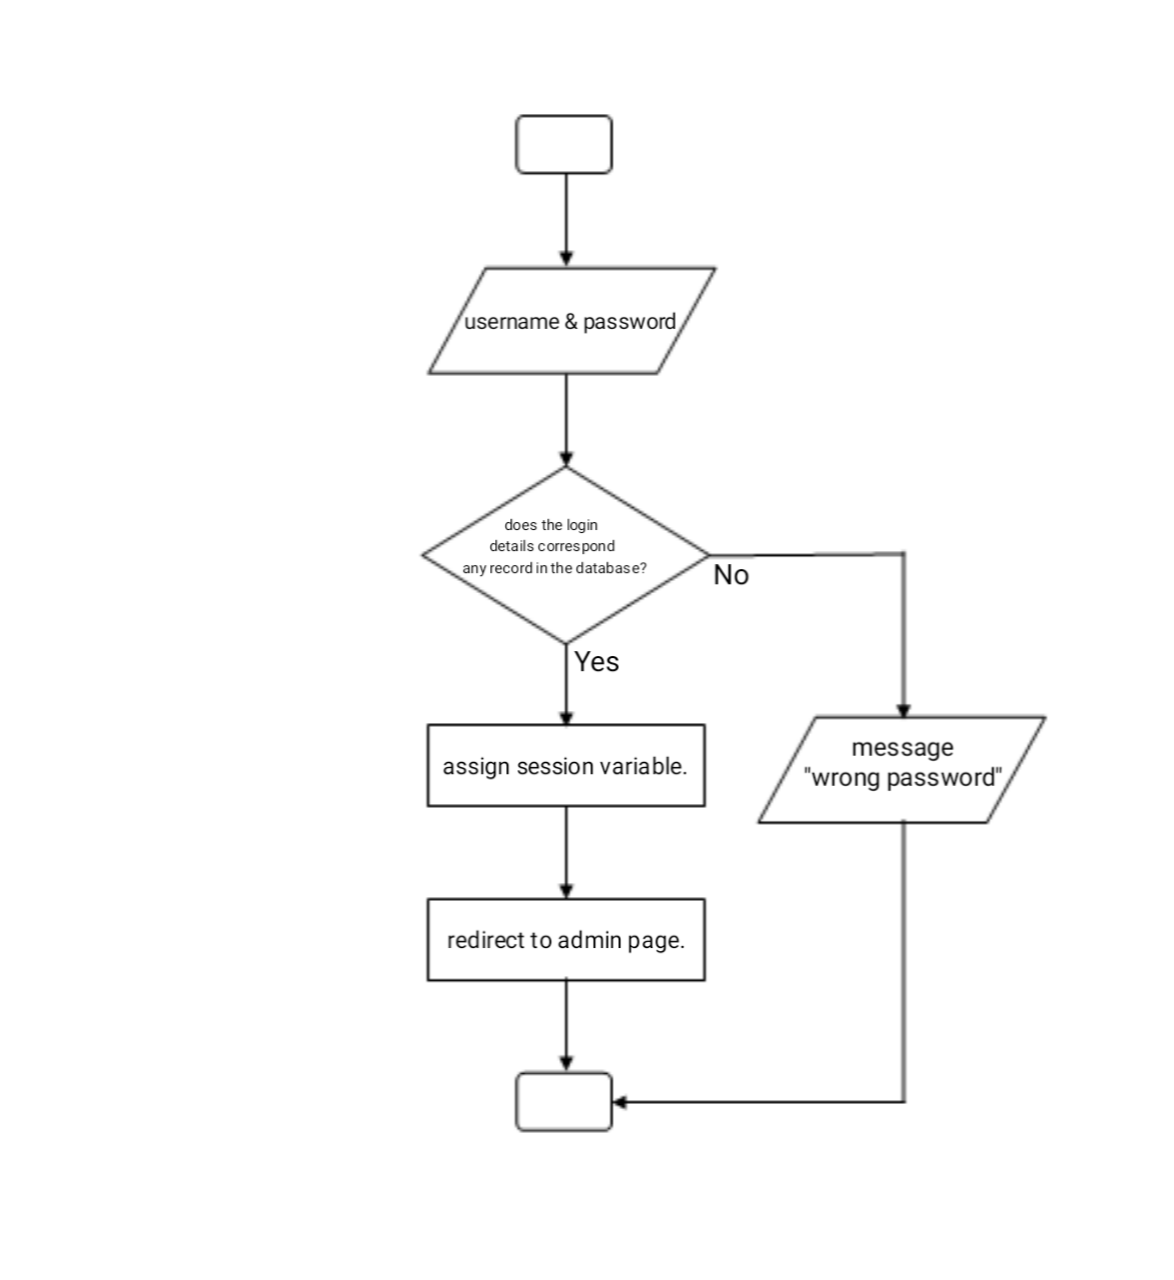 username & password
does the login
details correspond
any record in the database?
No
Yes
assign session variable.
message
"wrong password"
redirect to admin page.